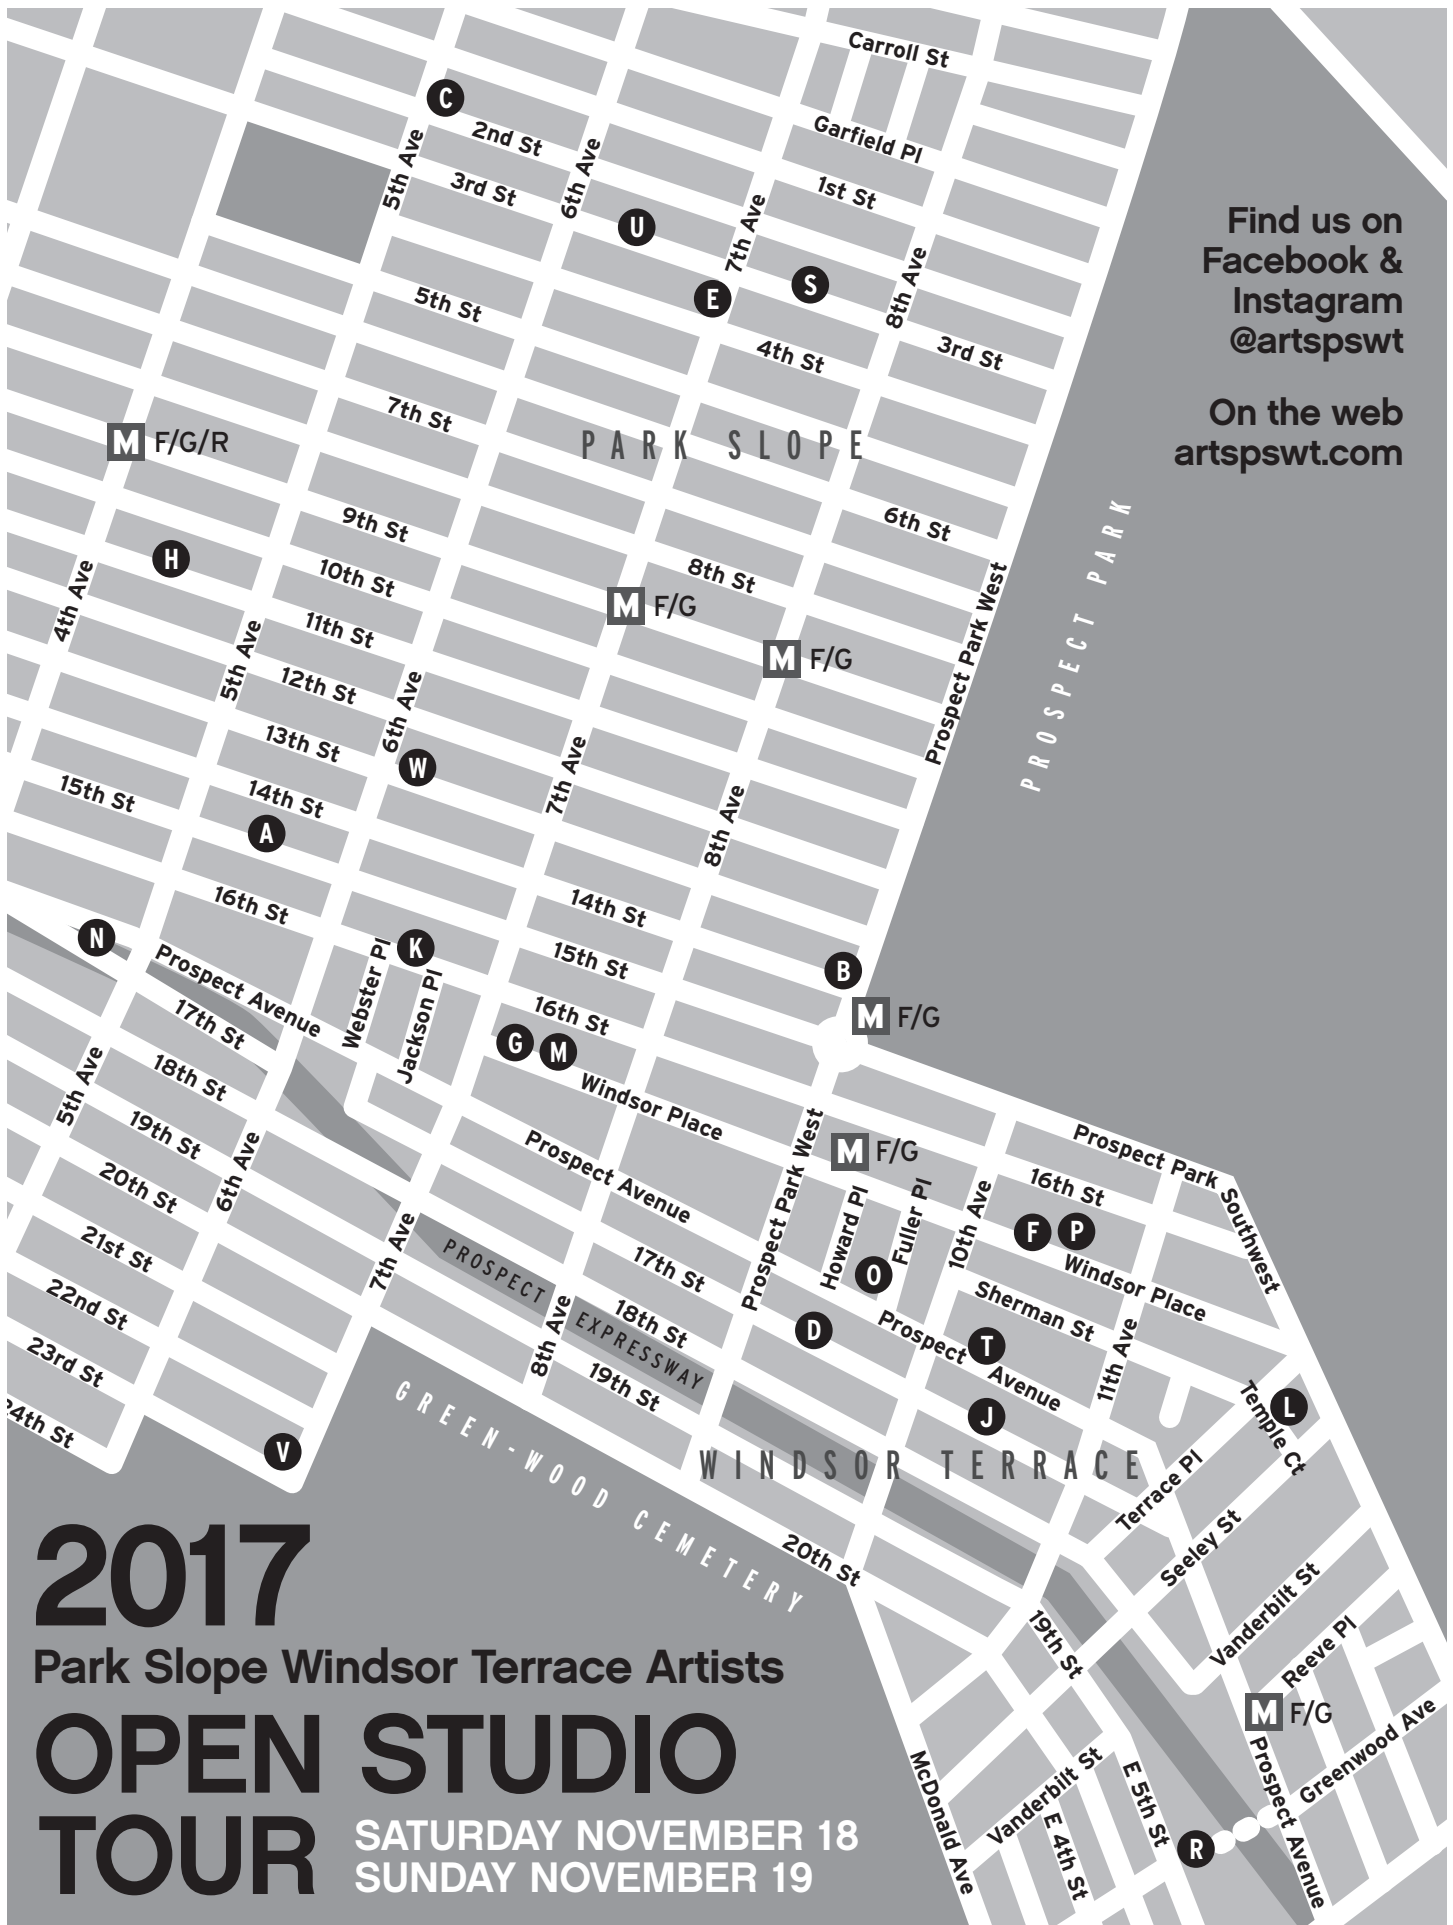 Carroll St
Garfield Pl
C
2nd St
5th Ave
3rd St
6th Ave
1st St
U
7th Ave
8th Ave
S
E
5th St
4th St
3rd St
Find us on
Facebook &
Instagram
@artspswt
On the web
artspswt.com
7th St
M F/G/R
PARK SLOPE
9th St
6th St
H
10th St
8th St
PROSPECT PARK
4th Ave
M F/G
11th St
5th Ave
M F/G
Prospect Park West
12th St
6th Ave
13th St
W
7th Ave
15th St
14th St
A
8th Ave
16th St
14th St
N
K
15th St
B
Prospect Avenue
Webster Pl
Jackson Pl
17th St
16th St
M F/G
G
M
18th St
Windsor Place
5th Ave
19th St
6th Ave
Prospect Avenue
Prospect Park West
M F/G
Prospect Park Southwest
20th St
16th St
Howard Pl
Fuller Pl
10th Ave
F
P
21st St
7th Ave
PROSPECT EXPRESSWAY
17th St
O
Windsor Place
22nd St
18th St
8th Ave
D
Sherman St
23rd St
19th St
Prospect Avenue
T
11th Ave
24th St
V
GREEN-WOOD CEMETERY
J
L
Temple Ct
WINDSOR TERRACE
Terrace Pl
20th St
Seeley St
Vanderbilt St
19th St
Reeve Pl
M F/G
McDonald Ave
Vanderbilt St
E 5th St
E 4th St
Prospect Avenue
Greenwood Ave
R
2017
Park Slope Windsor Terrace Artists
OPEN STUDIO
TOUR
SATURDAY NOVEMBER 18
SUNDAY NOVEMBER 19